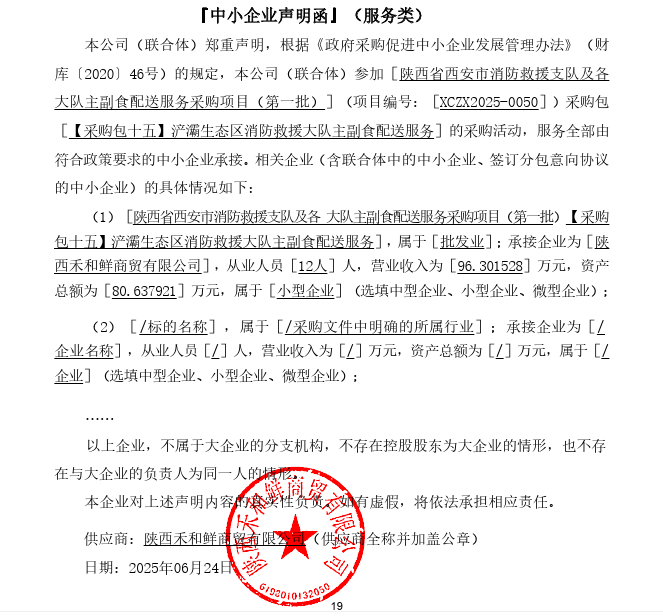 『中小企业声明函』（服务类）
本公司（联合体）郑重声明，根据《政府采购促进中小企业发展管理办法》（财
库〔2020〕46号）的规定，本公司（联合体）参加［陕西省西安市消防救援支队及各
大队主副食配送服务采购项目（第一批）］（项目编号：［XCZX2025-0050］）采购包
［【采购包十五】浐灞生态区消防救援大队主副食配送服务］的采购活动，服务全部由
符合政策要求的中小企业承接。相关企业（含联合体中的中小企业、签订分包意向协议
的中小企业）的具体情况如下：
（1）［陕西省西安市消防救援支队及各 大队主副食配送服务采购项目（第一批）【采购
包十五】浐灞生态区消防救援大队主副食配送服务］,属于［批发业］；承接企业为［陕
西禾和鲜商贸有限公司］,从业人员［12人］人，营业收入为［96.301528］万元，资产
总额为［80.637921］万元，属于［小型企业］（选填中型企业、小型企业、微型企业）；
（2）［/标的名称］，属于［/采购文件中明确的所属行业］；承接企业为［/
企业名称］,从业人员［/］人，营业收入为［/］万元，资产总额为［/］万元，属于［/
企业］（选填中型企业、小型企业、微型企业）；
……
以上企业，不属于大企业的分支机构，不存在控股股东为大企业的情形，也不存
在与大企业的负责人为同一人的情形。
本企业对上述声明内容的真实性负责。如有虚假，将依法承担相应责任。
供应商：陕西禾和鲜商贸有限公司（供应商全称并加盖公章）
日期：2025年06月24日
陕西禾和鲜商贸有限公司
6192010132050
19